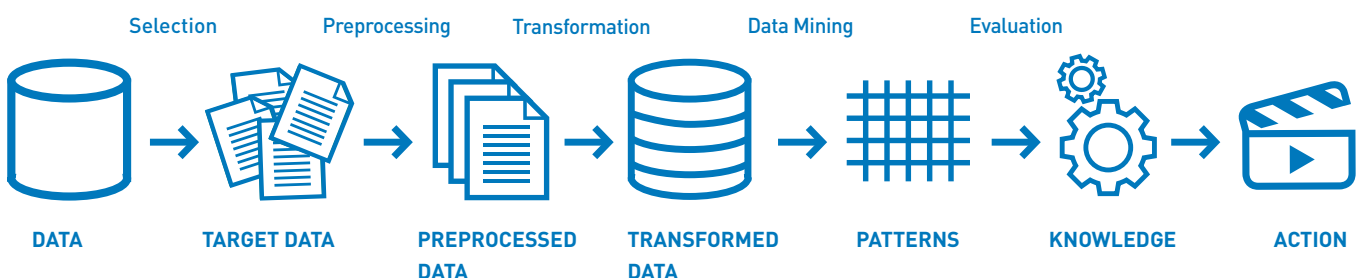 Selection
Preprocessing
Transformation
Data Mining
Evaluation
DATA
TARGET DATA
PREPROCESSED
DATA
TRANSFORMED
DATA
PATTERNS
KNOWLEDGE
ACTION